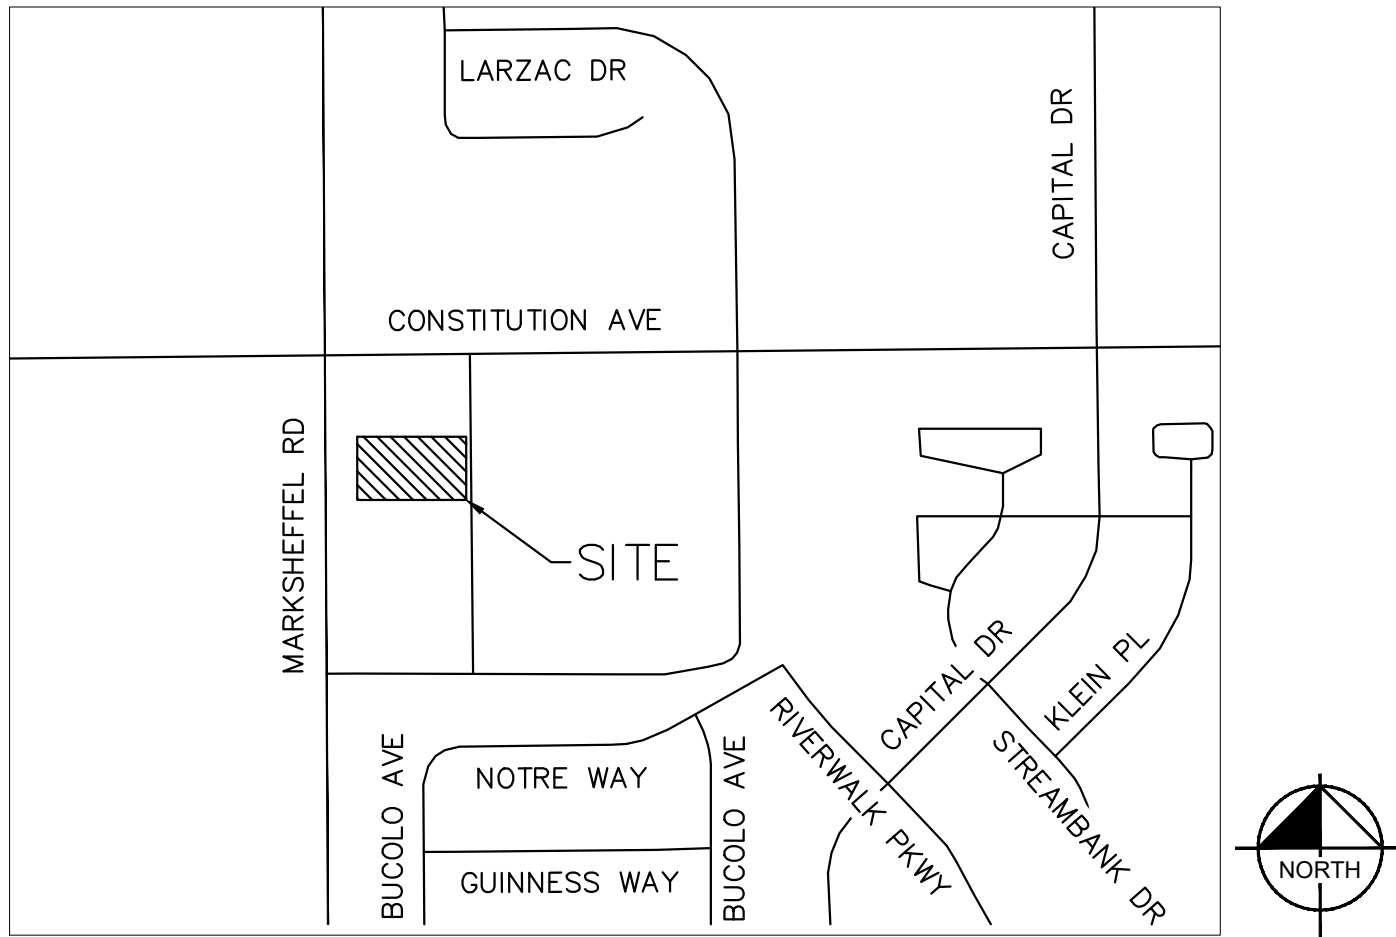 LARZAC DR
CAPITAL DR
CONSTITUTION AVE
MARKSHEFFEL RD
SITE
CAPITAL DR
KLEIN PL
RIVERWALK PKWY
STREAMBANK DR
BUCOLO AVE
NOTRE WAY
BUCOLO AVE
GUINNESS WAY
NORTH